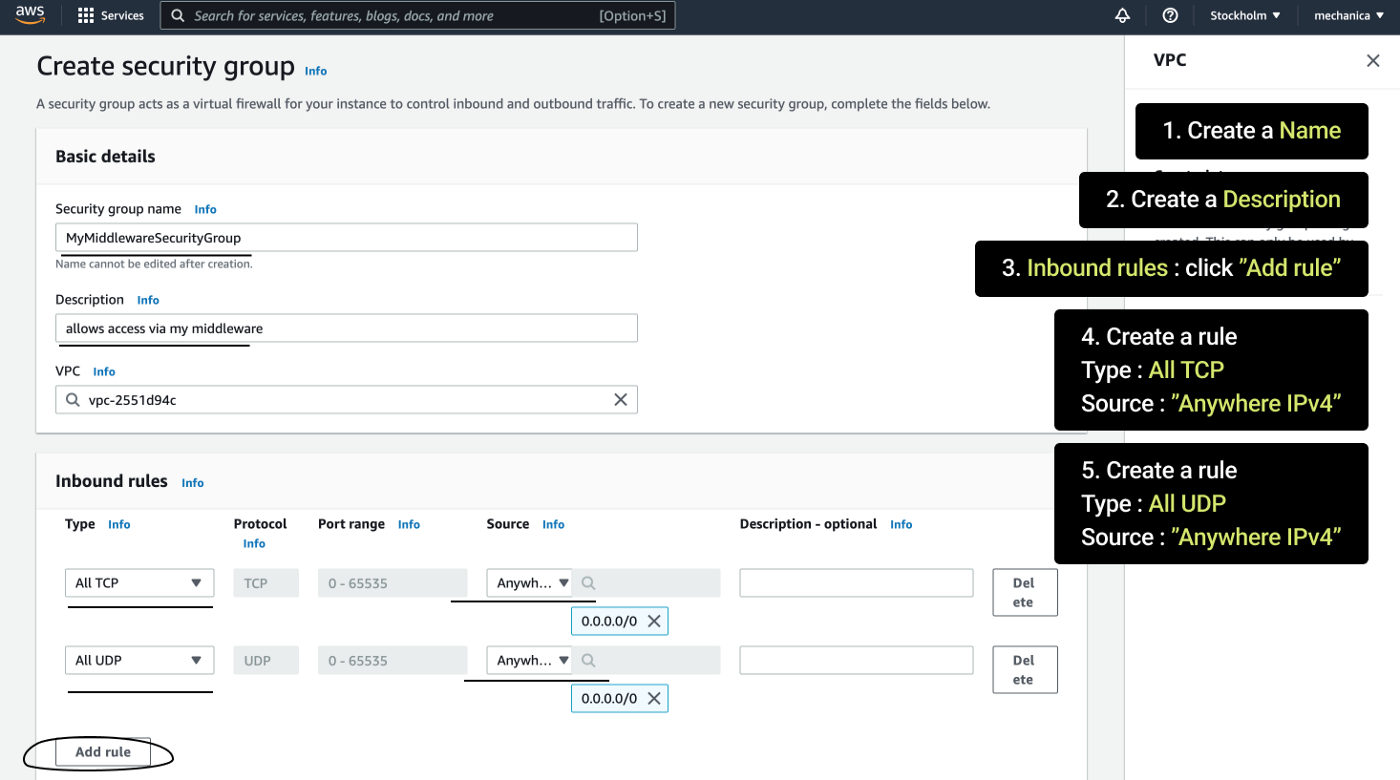 aws
Services
Search for services, features, blogs, docs, and more [Option+S]
Stockholm ▼
mechanica ▼
Create security group Info
A security group acts as a virtual firewall for your instance to control inbound and outbound traffic. To create a new security group, complete the fields below.
Basic details
Security group name Info
MyMiddlewareSecurityGroup
Name cannot be edited after creation.
Description Info
allows access via my middleware
VPC Info
vpc-2551d94c
Inbound rules Info
Type Info
Protocol Info
Port range Info
Source Info
Description - optional Info
All TCP
TCP
0 - 65535
Anywh...
0.0.0.0/0
Del
ete
All UDP
UDP
0 - 65535
Anywh...
0.0.0.0/0
Del
ete
Add rule
VPC
1. Create a Name
2. Create a Description
3. Inbound rules : click ”Add rule”
4. Create a rule
Type : All TCP
Source : ”Anywhere IPv4”
5. Create a rule
Type : All UDP
Source : ”Anywhere IPv4”